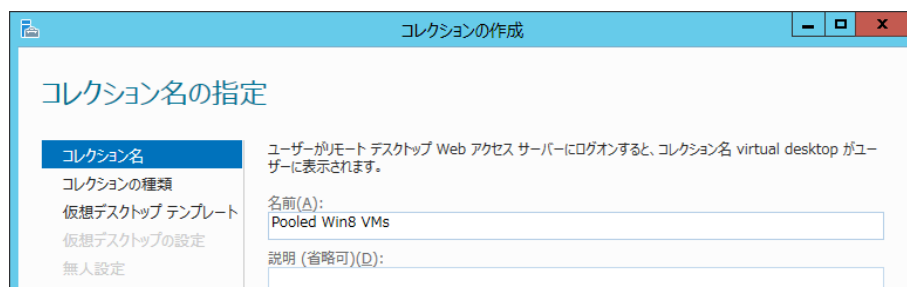 コレクションの作成
コレクション名の指定
コレクション名
コレクションの種類
仮想デスクトップ テンプレート
仮想デスクトップの設定
無人設定
ユーザーがリモート デスクトップ Web アクセス サーバーにログオンすると、コレクション名 virtual desktop がユー
ザーに表示されます。
名前(A):
Pooled Win8 VMs
説明 (省略可)(D):